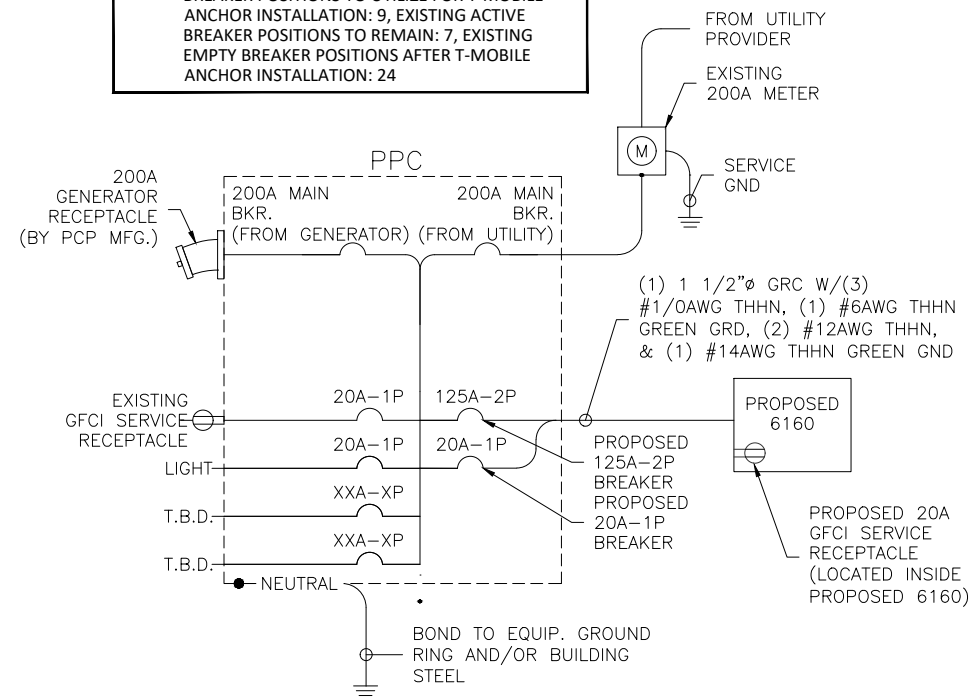 BREAKER POSITIONS TO UTILIZE FOR T-MOBILE
ANCHOR INSTALLATION: 9, EXISTING ACTIVE
BREAKER POSITIONS TO REMAIN: 7, EXISTING
EMPTY BREAKER POSITIONS AFTER T-MOBILE
ANCHOR INSTALLATION: 24
FROM UTILITY
PROVIDER
EXISTING
200A METER
M
SERVICE
GND
PPC
200A
GENERATOR
RECEPTACLE
(BY PCP MFG.)
200A MAIN
BKR.
(FROM GENERATOR)
200A MAIN
BKR.
(FROM UTILITY)
(1) 1 1/2"ø GRC W/(3)
#1/0AWG THHN, (1) #6AWG THHN
GREEN GRD, (2) #12AWG THHN,
& (1) #14AWG THHN GREEN GND
EXISTING
GFCI SERVICE
RECEPTACLE
20A-1P
125A-2P
LIGHT
20A-1P
20A-1P
T.B.D.
XXA-XP
T.B.D.
XXA-XP
PROPOSED
125A-2P
BREAKER
PROPOSED
20A-1P
BREAKER
PROPOSED
6160
PROPOSED 20A
GFCI SERVICE
RECEPTACLE
(LOCATED INSIDE
PROPOSED 6160)
NEUTRAL
BOND TO EQUIP. GROUND
RING AND/OR BUILDING
STEEL